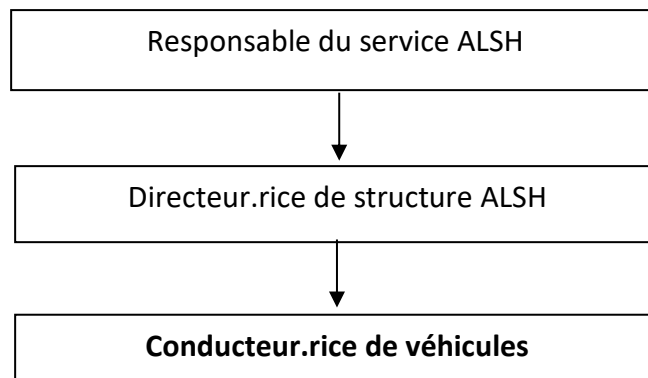 Responsable du service ALSH
Directeur.rice de structure ALSH
Conducteur.rice de véhicules